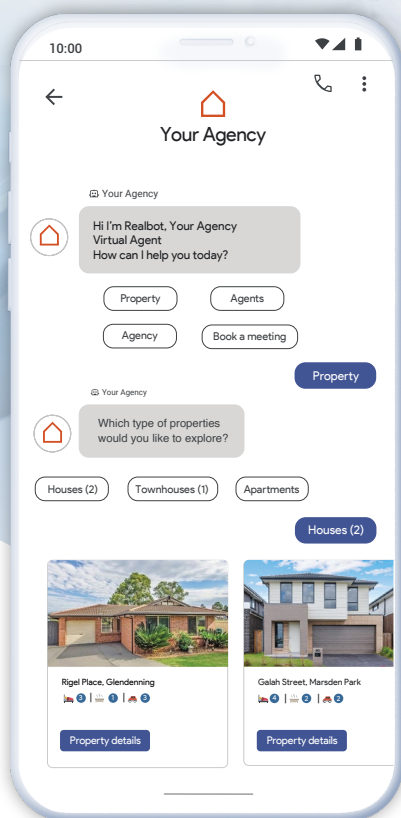 10:00
Your Agency
Your Agency
Hi I'm Realbot, Your Agency
Virtual Agent
How can I help you today?
Property
Agents
Agency
Book a meeting
Property
Your Agency
Which type of properties
would you like to explore?
Houses (2)
Townhouses (1)
Apartments
Houses (2)
Rigel Place, Glendenning
3 | 1 | 3
Property details
Galah Street, Marsden Park
4 | 2 | 2
Property details